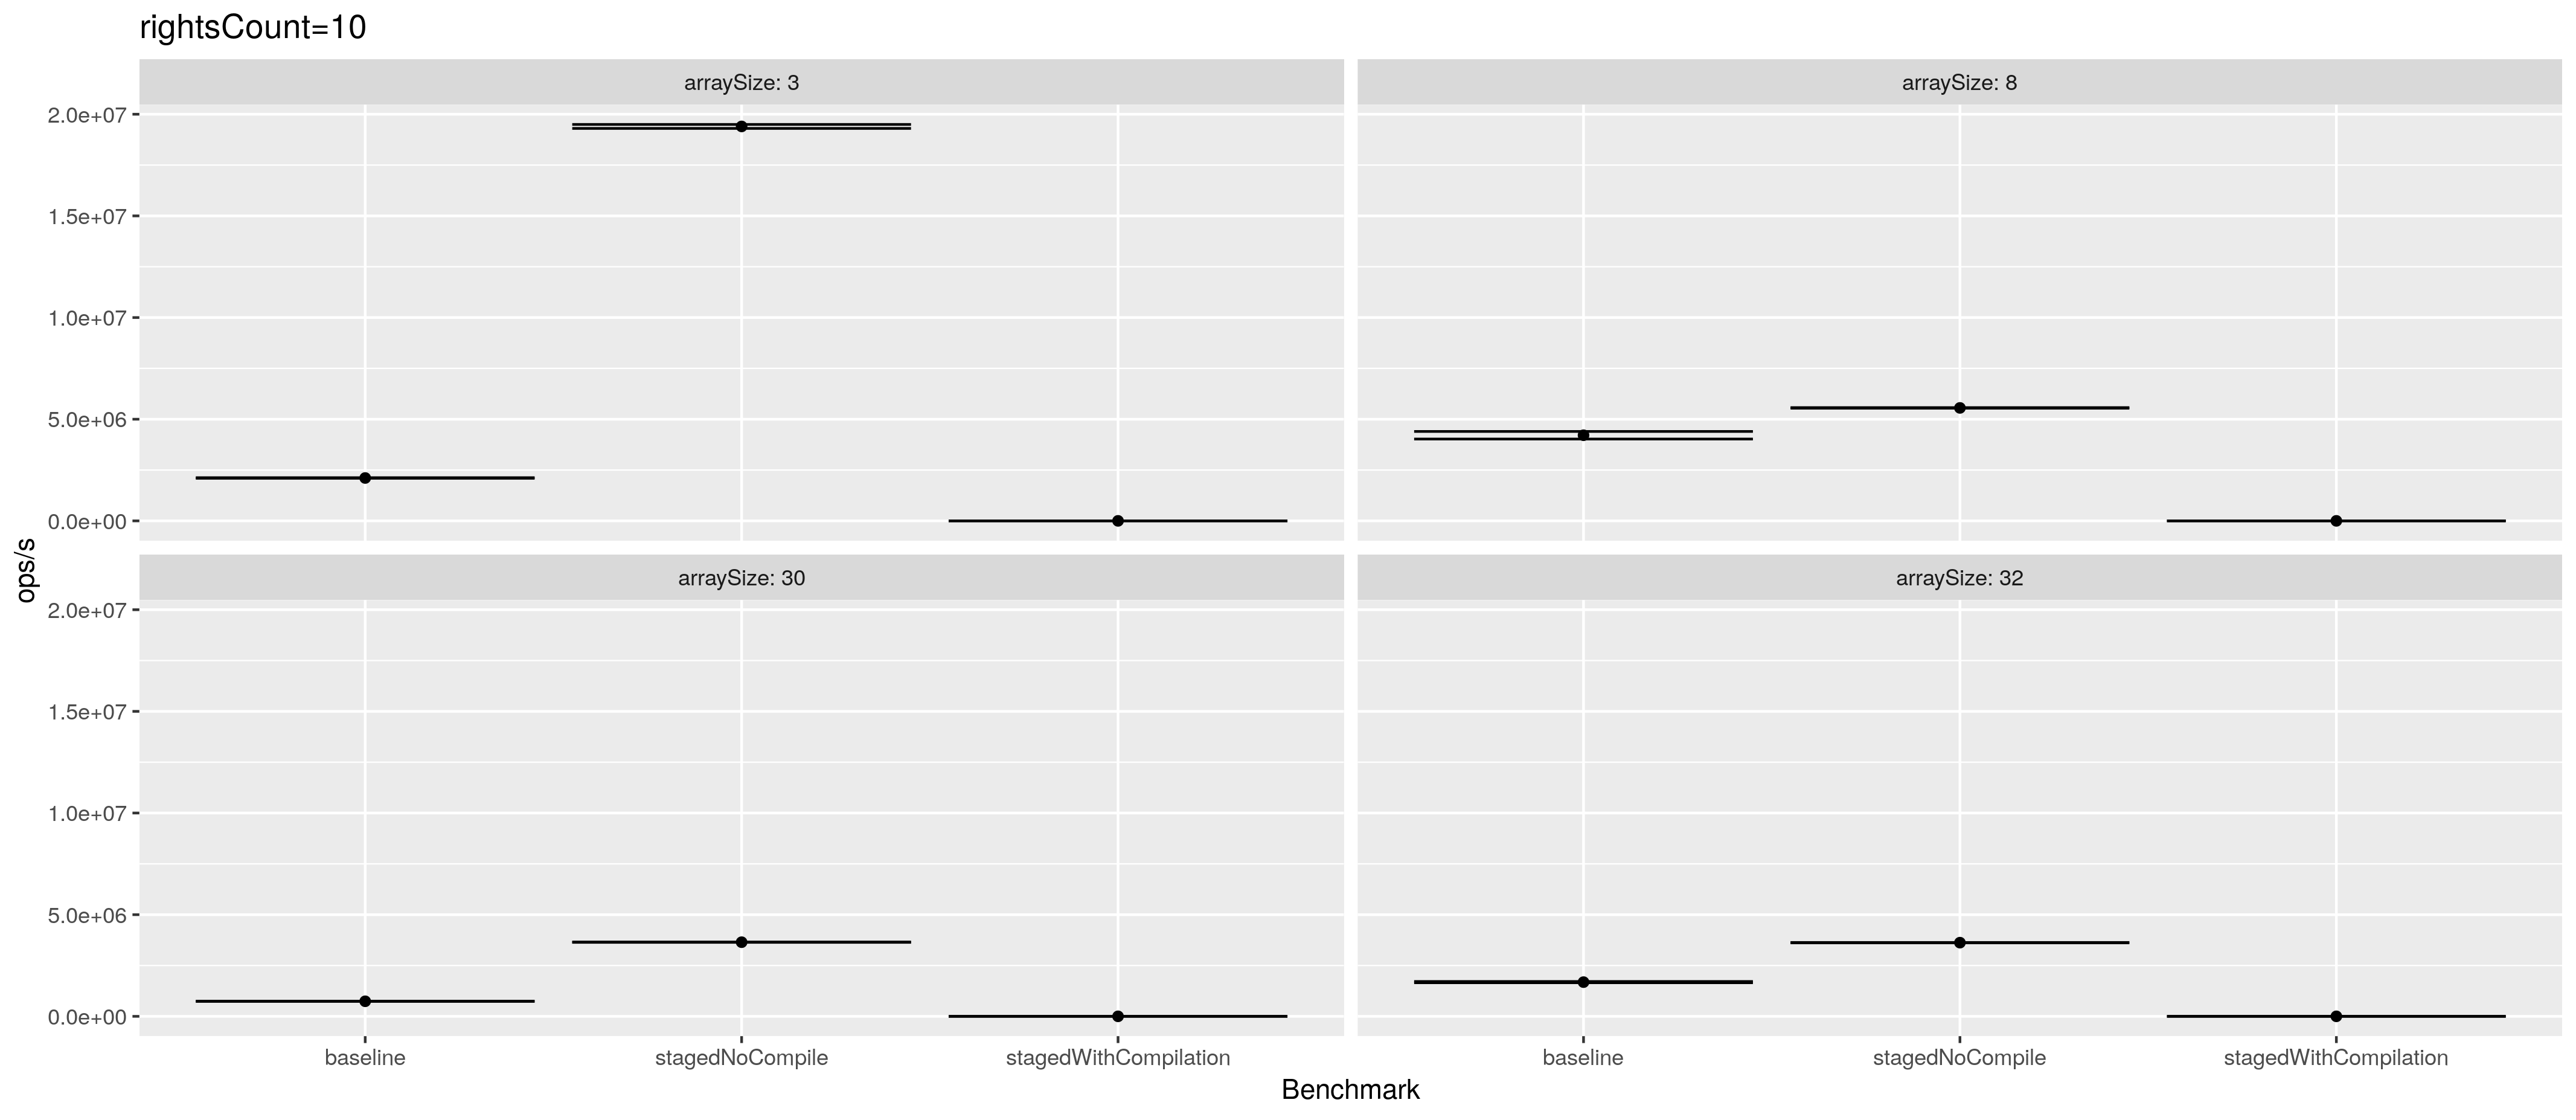 rightsCount=10
arraySize: 3
arraySize: 8
2.0e+07
1.5e+07
1.0e+07
5.0e+06
0.0e+00
ops/s
arraySize: 30
arraySize: 32
2.0e+07
1.5e+07
1.0e+07
5.0e+06
0.0e+00
baseline
stagedNoCompile
stagedWithCompilation
baseline
stagedNoCompile
stagedWithCompilation
Benchmark